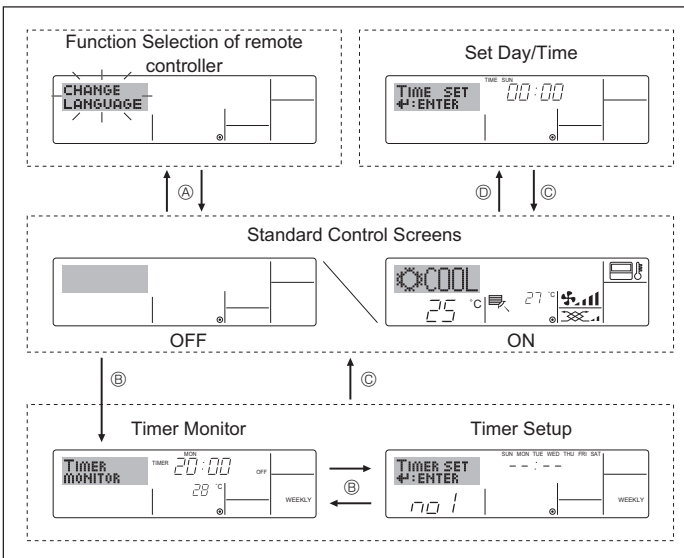 Function Selection of remote
controller
CHANGE
LANGUAGE
Set Day/Time
TIME SUN
TIME SET 00:00
↵:ENTER
Ⓐ
Ⓓ
Ⓒ
Standard Control Screens
COOL
25 °C 27 °C
OFF
ON
Ⓑ
Ⓒ
Timer Monitor
MON
TIMER
MONITOR
TIMER 20:00 OFF
28 °C
WEEKLY
Ⓑ
Timer Setup
SUN MON TUE WED THU FRI SAT
TIMER SET --:--
↵:ENTER
no 1
WEEKLY